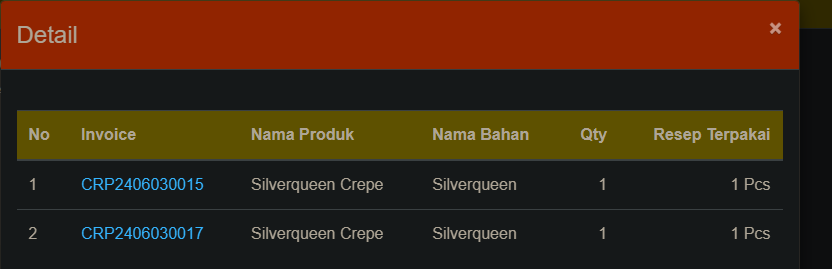 Detail ×
No Invoice Nama Produk Nama Bahan Qty Resep Terpakai
1 CRP2406030015 Silverqueen Crepe Silverqueen 1 1 Pcs
2 CRP2406030017 Silverqueen Crepe Silverqueen 1 1 Pcs